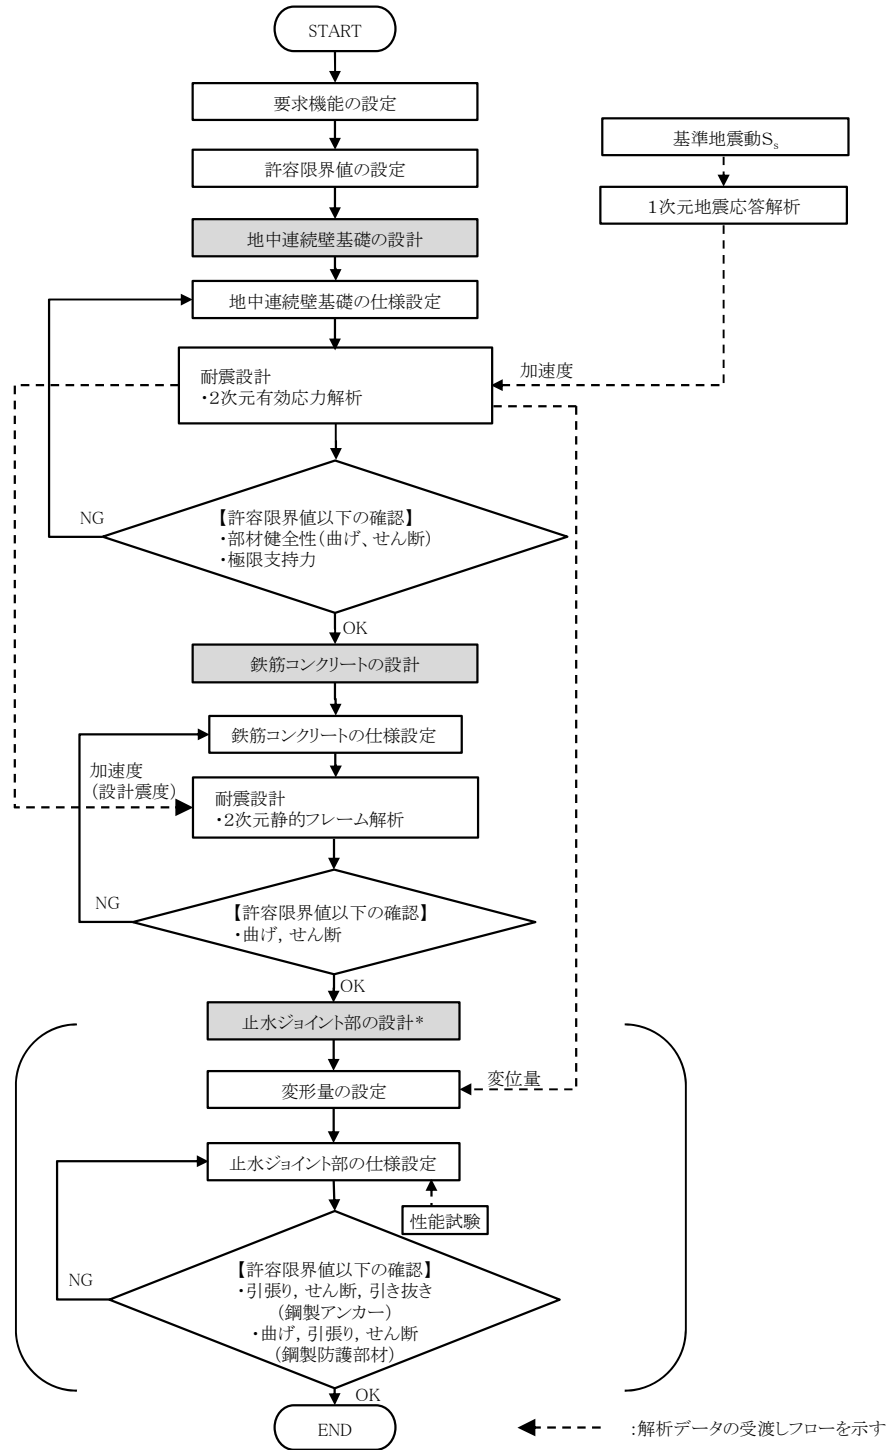 START
要求機能の設定
許容限界値の設定
基準地震動Ss
1次元地震応答解析
地中連続壁基礎の設計
地中連続壁基礎の仕様設定
加速度
耐震設計
・2次元有効応力解析
NG
【許容限界値以下の確認】
・部材健全性(曲げ、せん断)
・極限支持力
OK
鉄筋コンクリートの設計
鉄筋コンクリートの仕様設定
加速度
(設計震度)
耐震設計
・2次元静的フレーム解析
NG
【許容限界値以下の確認】
・曲げ, せん断
OK
止水ジョイント部の設計*
変形量の設定
変位量
止水ジョイント部の仕様設定
性能試験
NG
【許容限界値以下の確認】
・引張り, せん断, 引き抜き
(鋼製アンカー)
・曲げ, 引張り, せん断
(鋼製防護部材)
OK
END
:解析データの受渡しフローを示す